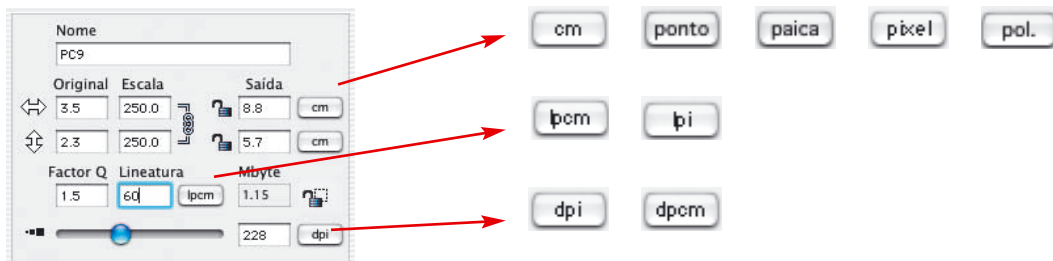 Nome
PC9
Original Escala Saída
3.5 250.0 8.8 cm
2.3 250.0 5.7 cm
Factor Q Lineatura Mbyte
1.5 60 lpcm 1.15
228 dpi
cm ponto paica pixel pol.
lpcm lpi
dpi dpcm